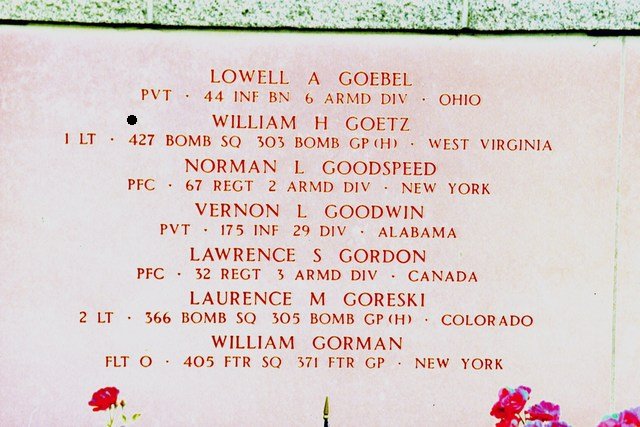 LOWELL A GOEBEL
PVT · 44 INF BN 6 ARMD DIV · OHIO
WILLIAM H GOETZ
1 LT · 427 BOMB SQ 303 BOMB GP (H) · WEST VIRGINIA
NORMAN L GOODSPEED
PFC · 67 REGT 2 ARMD DIV · NEW YORK
VERNON L GOODWIN
PVT · 175 INF 29 DIV · ALABAMA
LAWRENCE S GORDON
PFC · 32 REGT 3 ARMD DIV · CANADA
LAURENCE M GORESKI
2 LT · 366 BOMB SQ 305 BOMB GP (H) · COLORADO
WILLIAM GORMAN
FLT O · 405 FTR SQ 371 FTR GP · NEW YORK